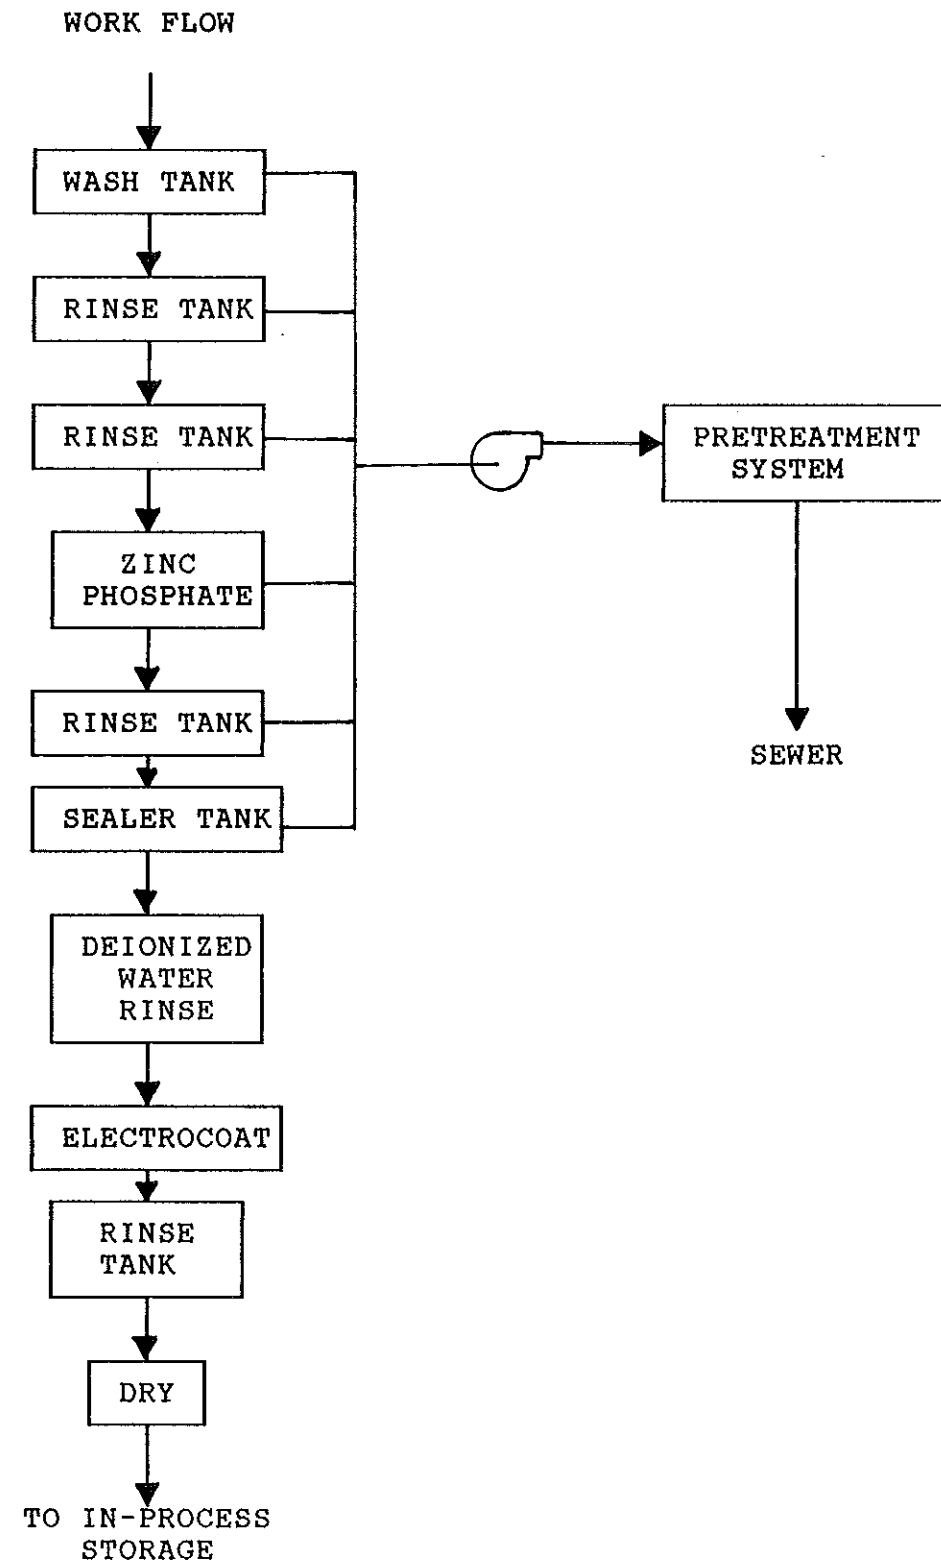 WORK FLOW
WASH TANK
RINSE TANK
RINSE TANK
ZINC
PHOSPHATE
RINSE TANK
SEALER TANK
DEIONIZED
WATER
RINSE
ELECTROCOAT
RINSE
TANK
DRY
TO IN-PROCESS
STORAGE
PRETREATMENT
SYSTEM
SEWER